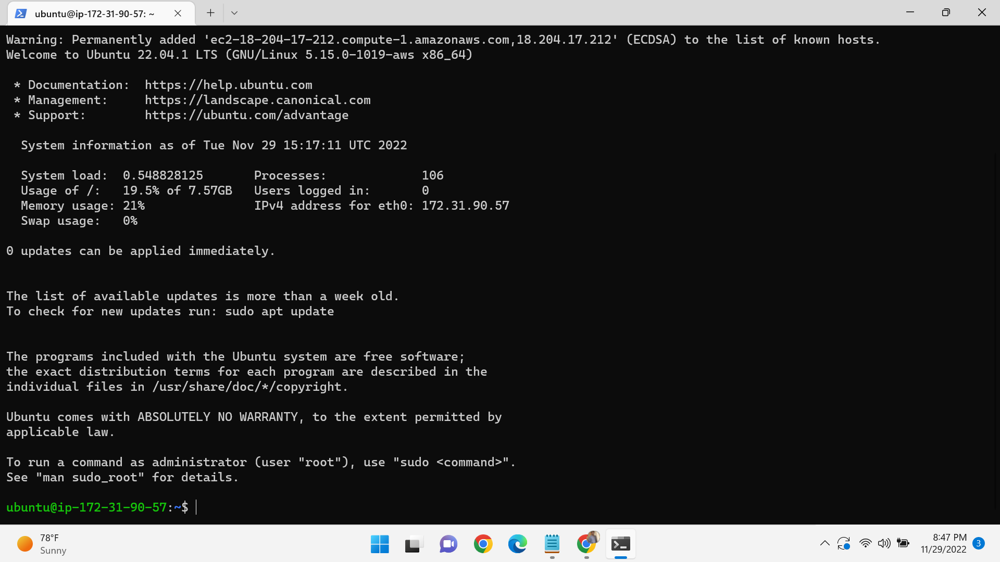 ubuntu@ip-172-31-90-57: ~
Warning: Permanently added 'ec2-18-204-17-212.compute-1.amazonaws.com,18.204.17.212' (ECDSA) to the list of known hosts.
Welcome to Ubuntu 22.04.1 LTS (GNU/Linux 5.15.0-1019-aws x86_64)
* Documentation:  https://help.ubuntu.com
* Management:     https://landscape.canonical.com
* Support:        https://ubuntu.com/advantage
System information as of Tue Nov 29 15:17:11 UTC 2022
System load:  0.548828125       Processes:             106
Usage of /:   19.5% of 7.57GB   Users logged in:       0
Memory usage: 21%               IPv4 address for eth0: 172.31.90.57
Swap usage:   0%
0 updates can be applied immediately.
The list of available updates is more than a week old.
To check for new updates run: sudo apt update
The programs included with the Ubuntu system are free software;
the exact distribution terms for each program are described in the
individual files in /usr/share/doc/*/copyright.
Ubuntu comes with ABSOLUTELY NO WARRANTY, to the extent permitted by
applicable law.
To run a command as administrator (user "root"), use "sudo <command>".
See "man sudo_root" for details.
ubuntu@ip-172-31-90-57:~$
78°F
Sunny
8:47 PM
11/29/2022
3